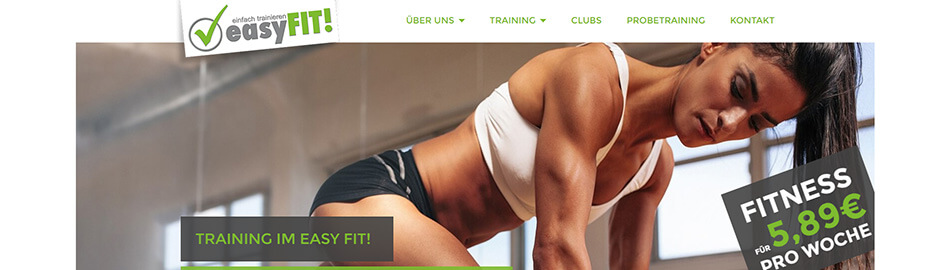 einfach trainieren
easyFIT!
ÜBER UNS TRAINING CLUBS PROBETRAINING KONTAKT
TRAINING IM EASY FIT!
FITNESS
FÜR 5,89€
PRO WOCHE